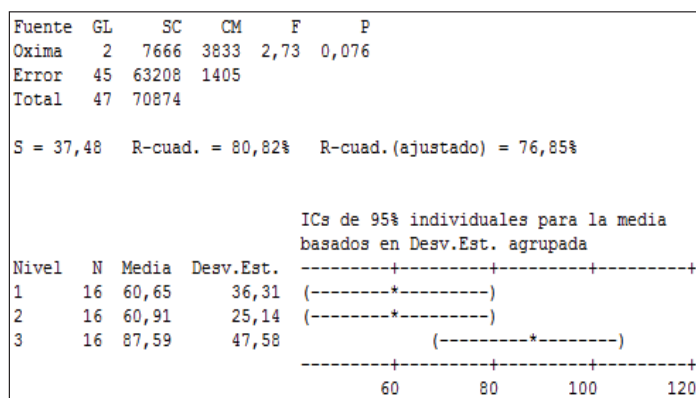 Fuente  GL     SC    CM     F      P
Oxima    2   7666  3833  2,73  0,076
Error   45  63208  1405
Total   47  70874
S = 37,48   R-cuad. = 80,82%   R-cuad.(ajustado) = 76,85%
ICs de 95% individuales para la media
basados en Desv.Est. agrupada
Nivel   N  Media  Desv.Est.  ---------+---------+---------+---------+
1      16  60,65      36,31  (--------*---------)
2      16  60,91      25,14  (--------*---------)
3      16  87,59      47,58               (---------*--------)
---------+---------+---------+---------+
60        80       100       120